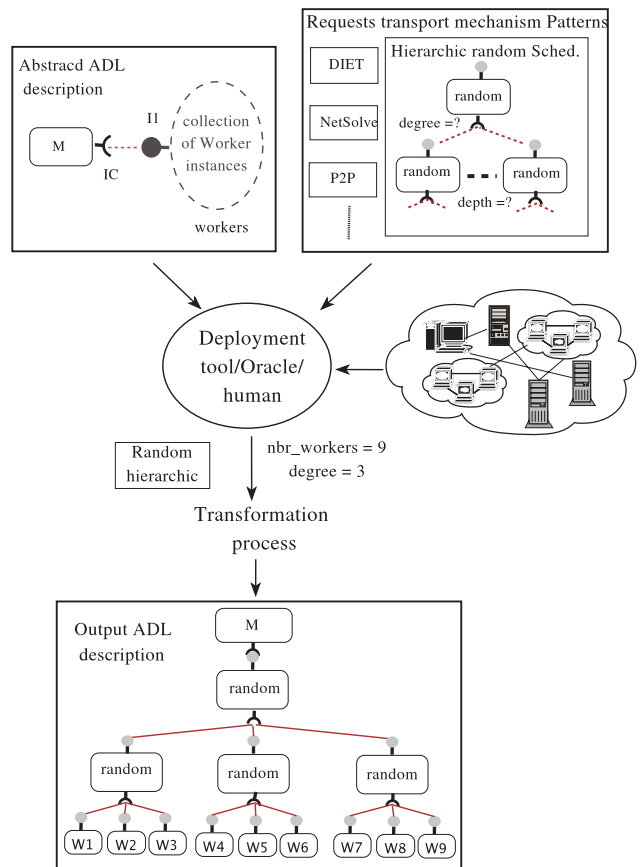 Requests transport mechanism Patterns
Abstracd ADL
description
I1
M
IC
collection
of Worker
instances
workers
DIET
NetSolve
P2P
Hierarchic random Sched.
random
degree =?
random
random
depth =?
Deployment
tool/Oracle/
human
Random
hierarchic
nbr_workers = 9
degree = 3
Transformation
process
Output ADL
description
M
random
random
random
random
W1
W2
W3
W4
W5
W6
W7
W8
W9